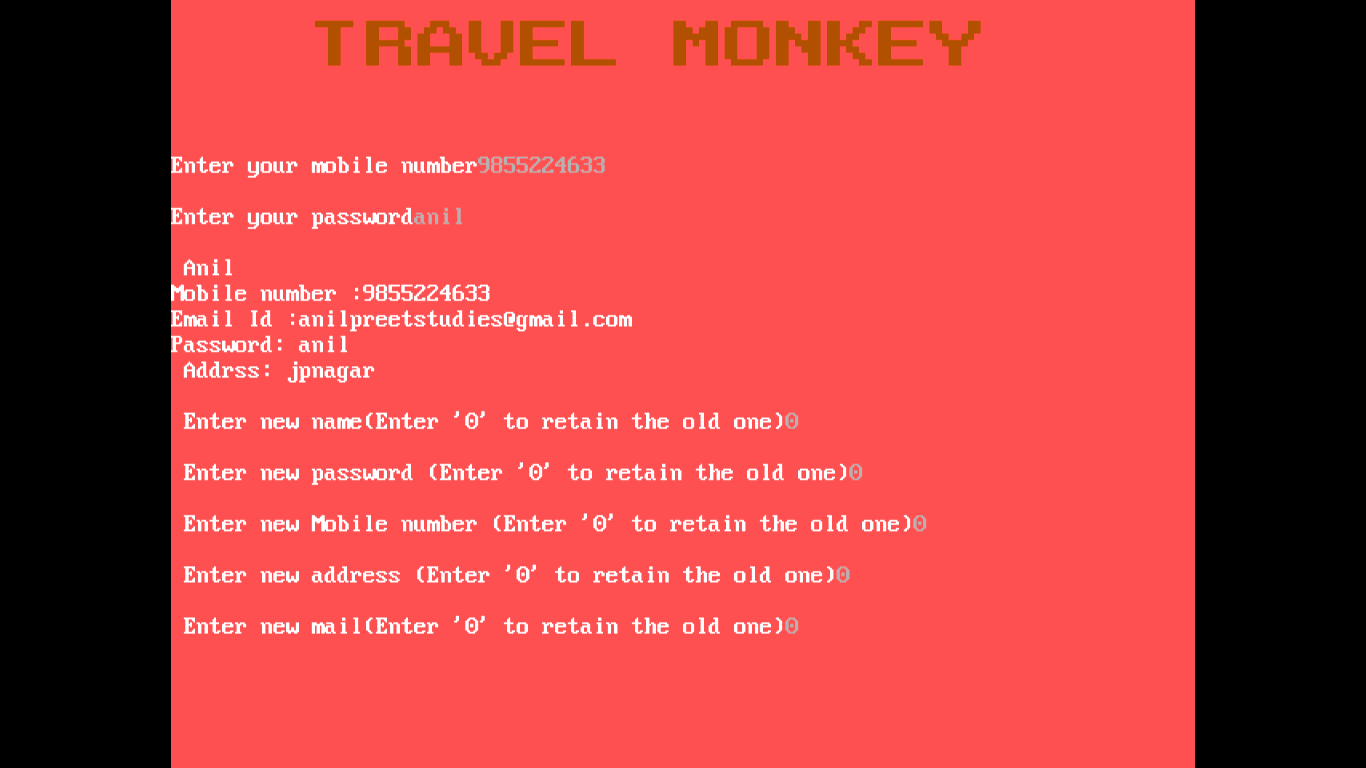 TRAVEL MONKEY
Enter your mobile number9855224633
Enter your passwordanil
Anil
Mobile number :9855224633
Email Id :anilpreetstudies@gmail.com
Password: anil
Addrss: jpnagar
Enter new name(Enter '0' to retain the old one)0
Enter new password (Enter '0' to retain the old one)0
Enter new Mobile number (Enter '0' to retain the old one)0
Enter new address (Enter '0' to retain the old one)0
Enter new mail(Enter '0' to retain the old one)0